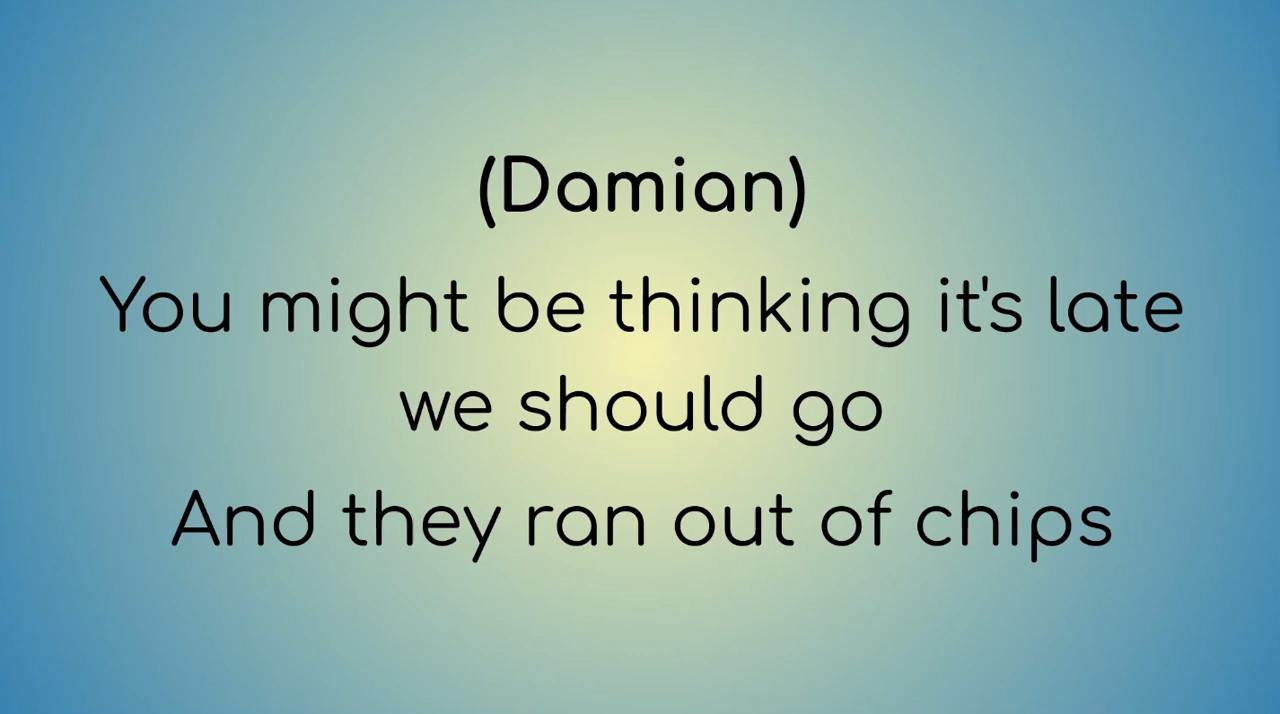 (Damian)
You might be thinking it's late
we should go
And they ran out of chips